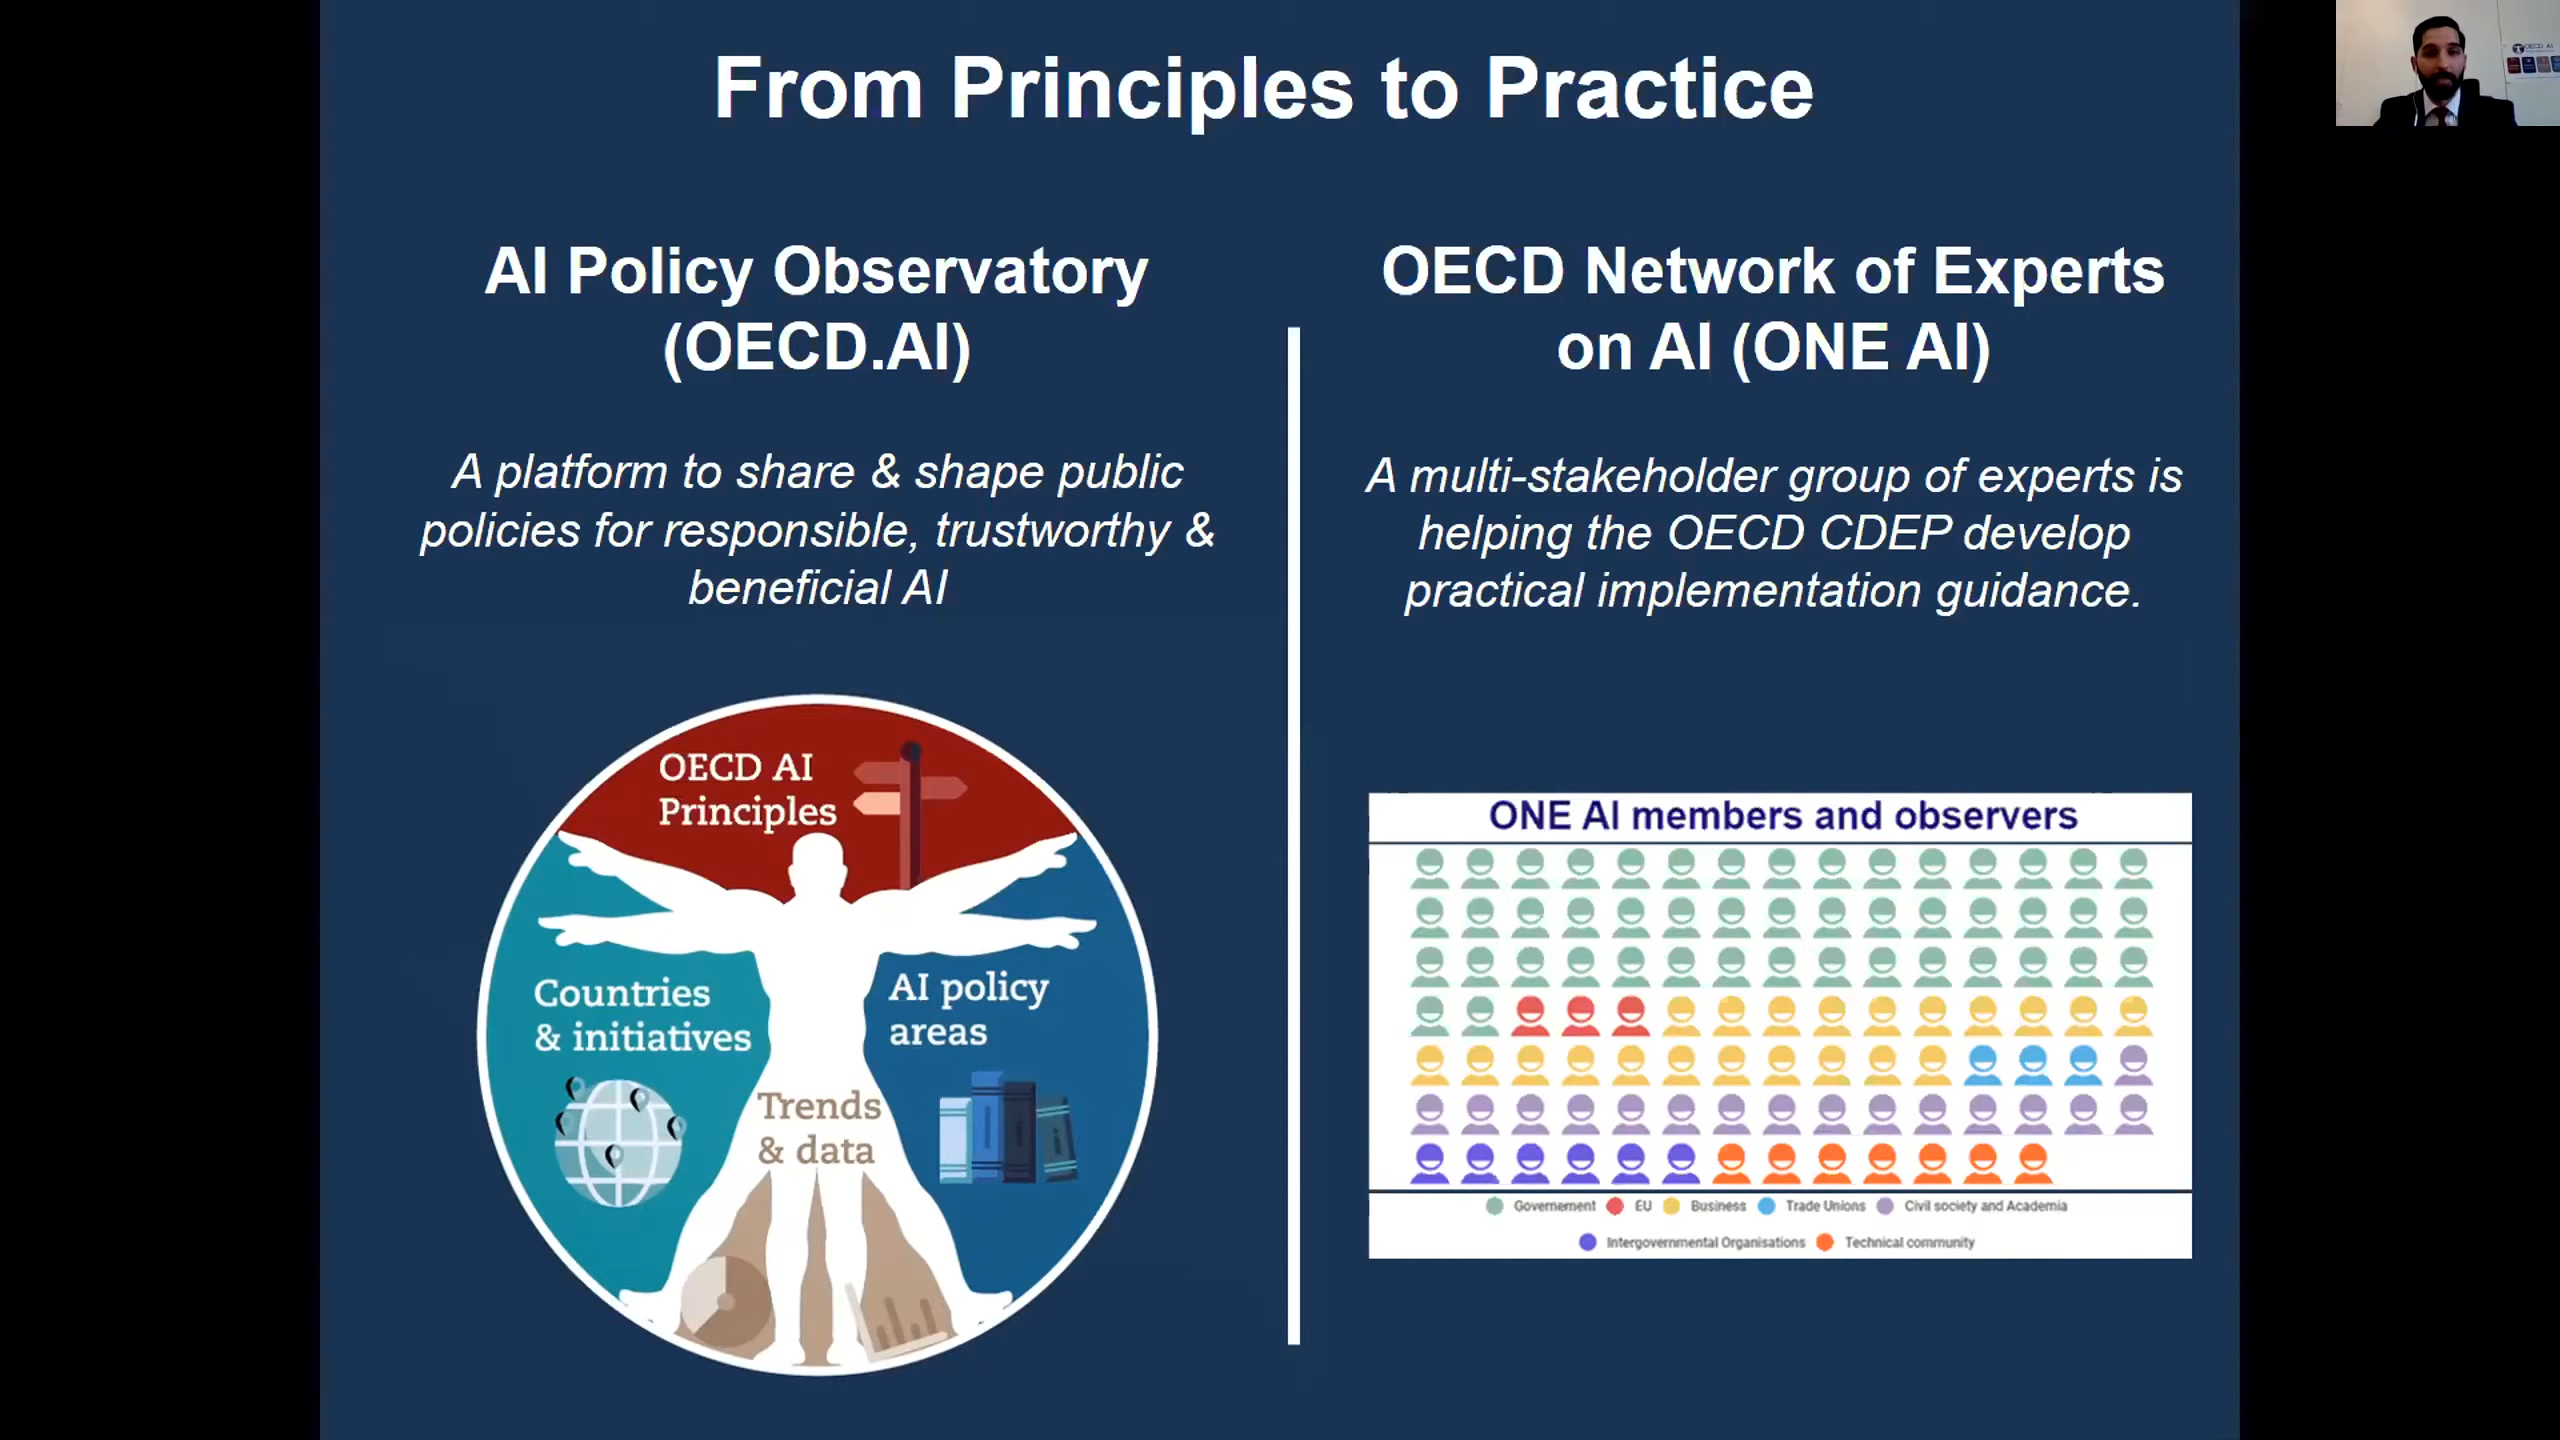 From Principles to Practice
AI Policy Observatory
(OECD.AI)
A platform to share & shape public
policies for responsible, trustworthy &
beneficial AI
OECD AI
Principles
Countries
& initiatives
AI policy
areas
Trends
& data
OECD Network of Experts
on AI (ONE AI)
A multi-stakeholder group of experts is
helping the OECD CDEP develop
practical implementation guidance.
ONE AI members and observers
Governement EU Business Trade Unions Civil society and Academia
Intergovernmental Organisations Technical community
OECD.AI